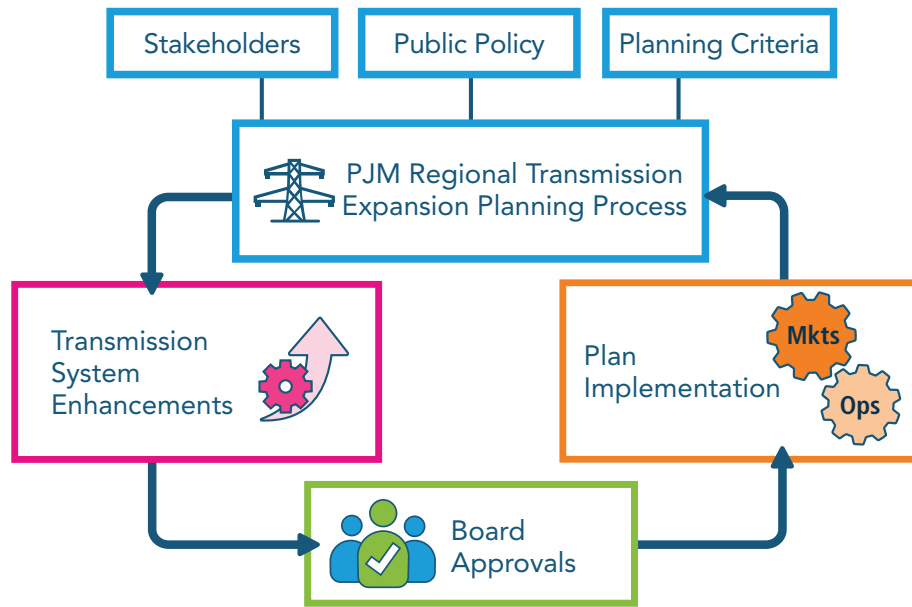 Stakeholders
Public Policy
Planning Criteria
PJM Regional Transmission
Expansion Planning Process
Transmission
System
Enhancements
Plan
Implementation
Mkts
Ops
Board
Approvals